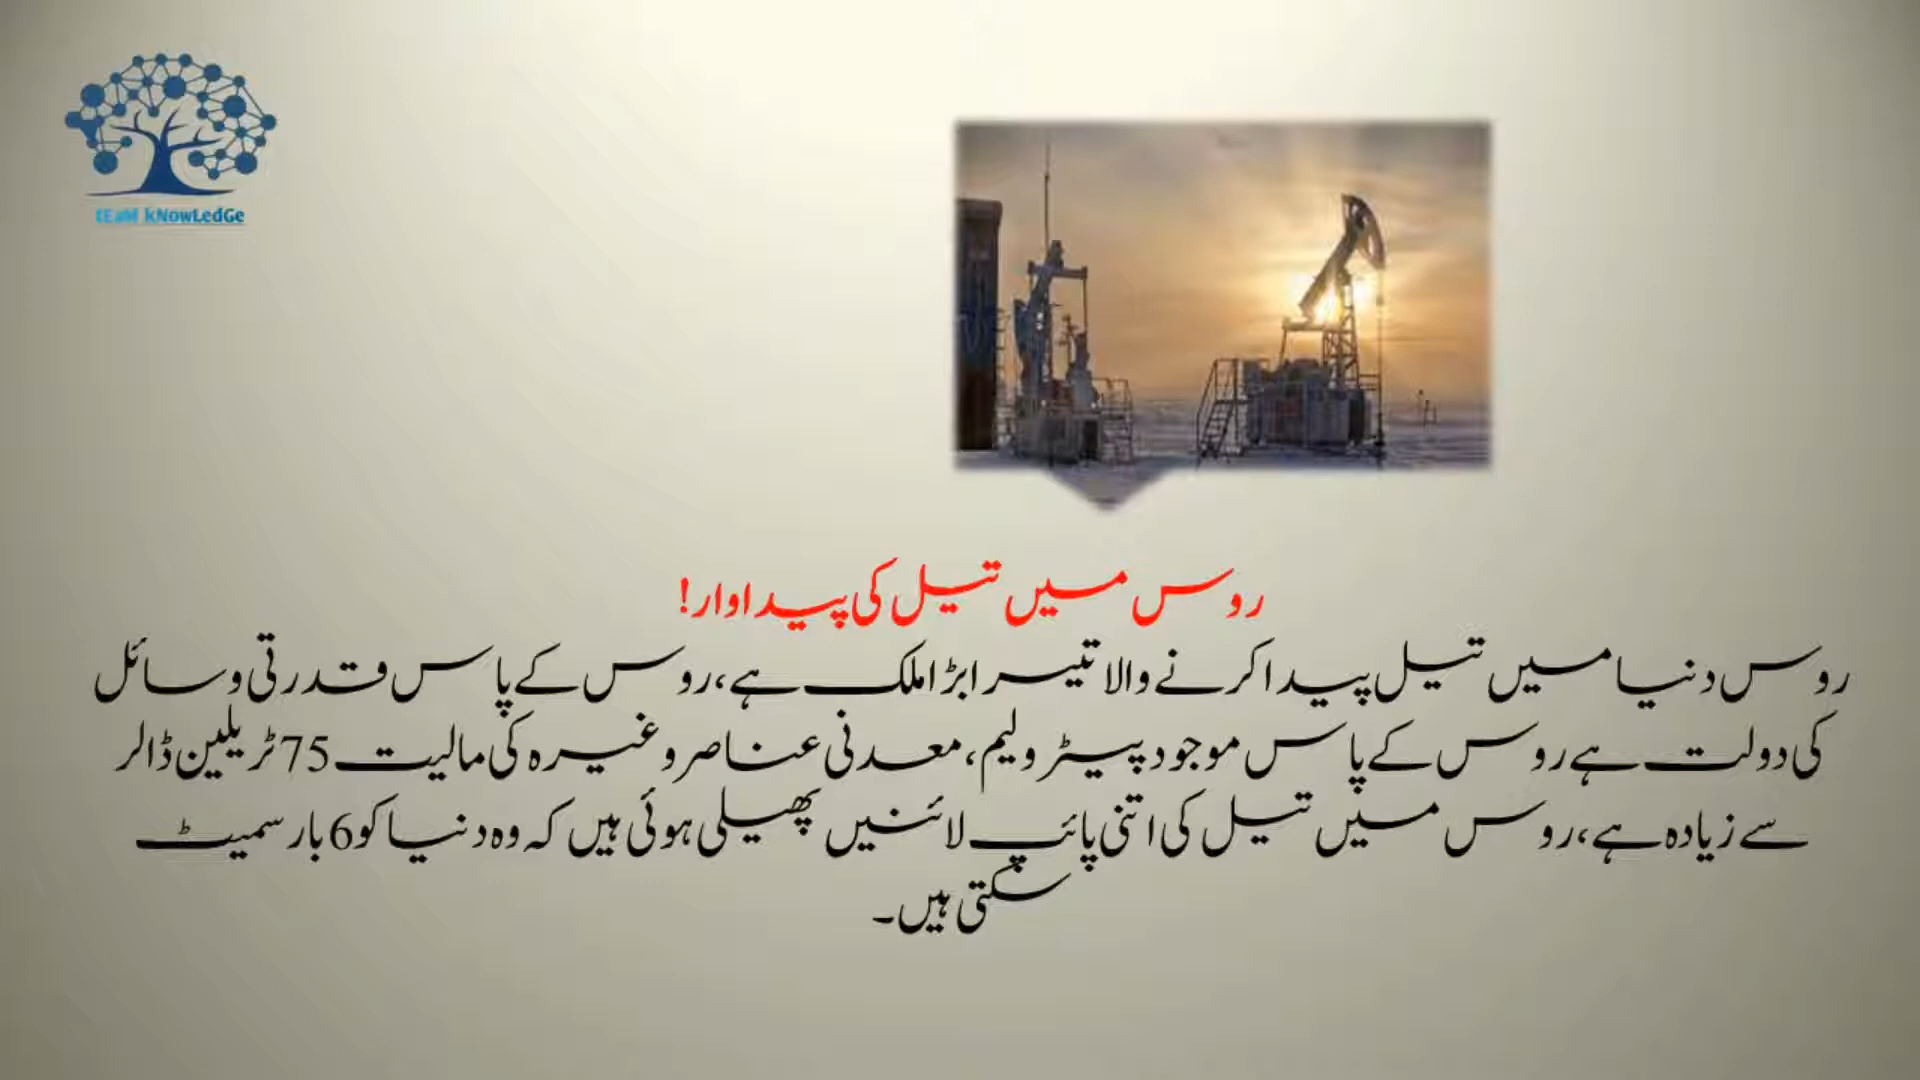 tEaM kNowLedGe
روس میں تیل کی پیداوار!
روس دنیا میں تیل پیدا کرنے والا تیسرا بڑا ملک ہے، روس کے پاس قدرتی وسائل
کی دولت ہے روس کے پاس موجود پیٹرولیم، معدنی عناصر وغیرہ کی مالیت 75 ٹریلین ڈالر
سے زیادہ ہے، روس میں تیل کی اتنی پائپ لائنیں پھیلی ہوئی ہیں کہ وہ دنیا کو 6 بار سمیٹ
سکتی ہیں۔